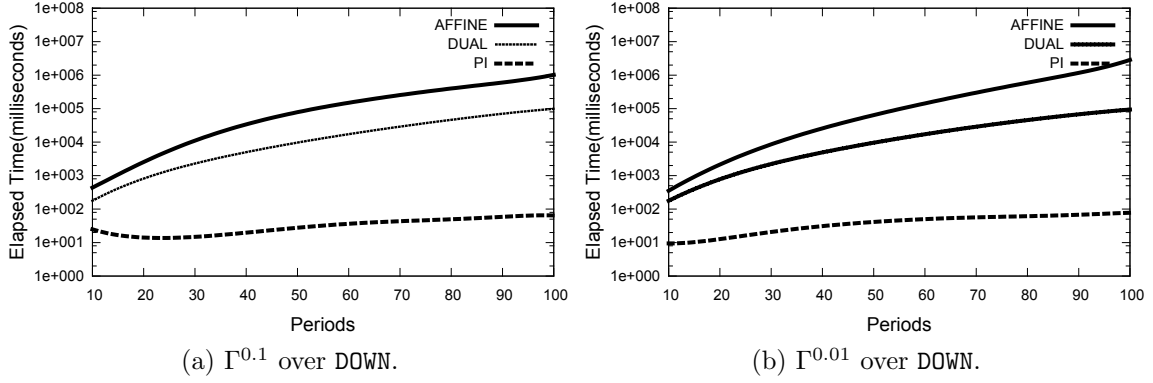 Elapsed Time(milliseconds)
1e+008
1e+007
1e+006
1e+005
1e+004
1e+003
1e+002
1e+001
1e+000
10 20 30 40 50 60 70 80 90 100
Periods
AFFINE
DUAL
PI
(a) Γ^0.1 over DOWN.
Elapsed Time(milliseconds)
1e+008
1e+007
1e+006
1e+005
1e+004
1e+003
1e+002
1e+001
1e+000
10 20 30 40 50 60 70 80 90 100
Periods
AFFINE
DUAL
PI
(b) Γ^0.01 over DOWN.